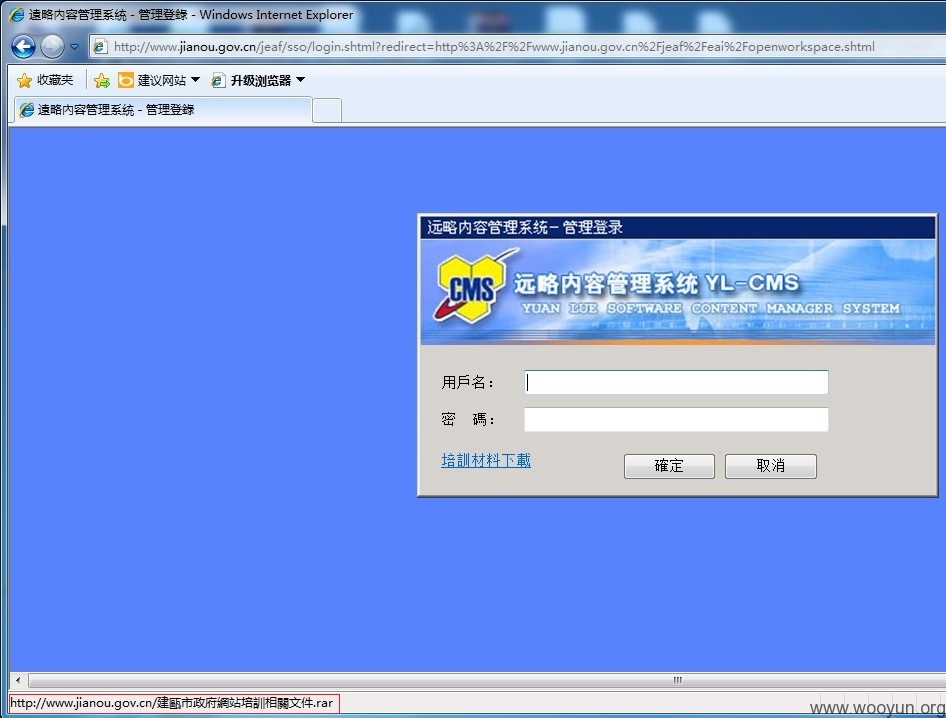 遠略内容管理系统 - 管理登錄 - Windows Internet Explorer
http://www.jianou.gov.cn/jeaf/sso/login.shtml?redirect=http%3A%2F%2Fwww.jianou.gov.cn%2Fjeaf%2Feai%2Fopenworkspace.shtml
收藏夹 建议网站 升级浏览器
遠略内容管理系统 - 管理登錄
远略内容管理系统－管理登录
CMS 远略内容管理系统 YL-CMS
YUAN LUE SOFTWARE CONTENT MANAGER SYSTEM
用戶名：
密 碼：
培訓材料下載 確定 取消
http://www.jianou.gov.cn/建甌市政府網站培訓相關文件.rar
www.wooyun.org